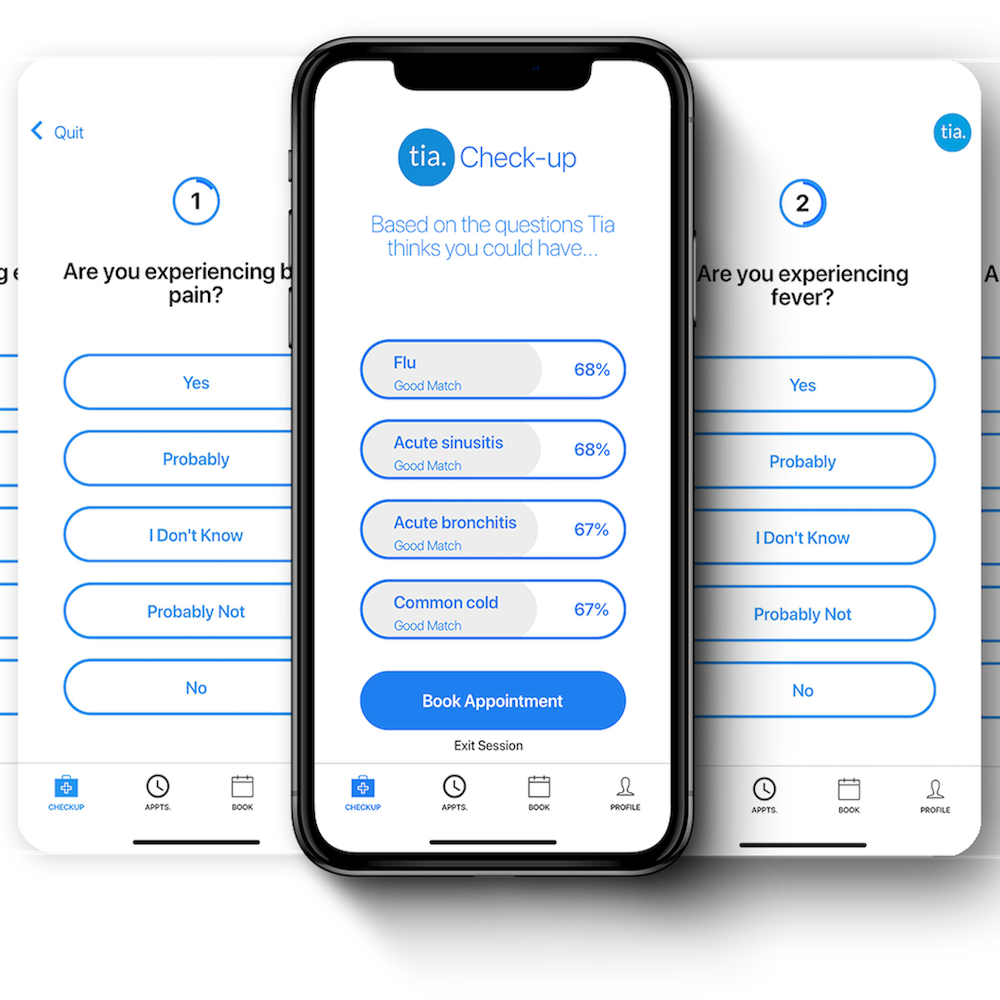 Quit
1
Are you experiencing
pain?
Yes
Probably
I Don't Know
Probably Not
No
CHECKUP
APPTS.
BOOK
tia. Check-up
Based on the questions Tia
thinks you could have...
Flu
Good Match
68%
Acute sinusitis
Good Match
68%
Acute bronchitis
Good Match
67%
Common cold
Good Match
67%
Book Appointment
Exit Session
CHECKUP
APPTS.
BOOK
PROFILE
tia.
2
Are you experiencing
fever?
Yes
Probably
I Don't Know
Probably Not
No
APPTS.
BOOK
PROFILE